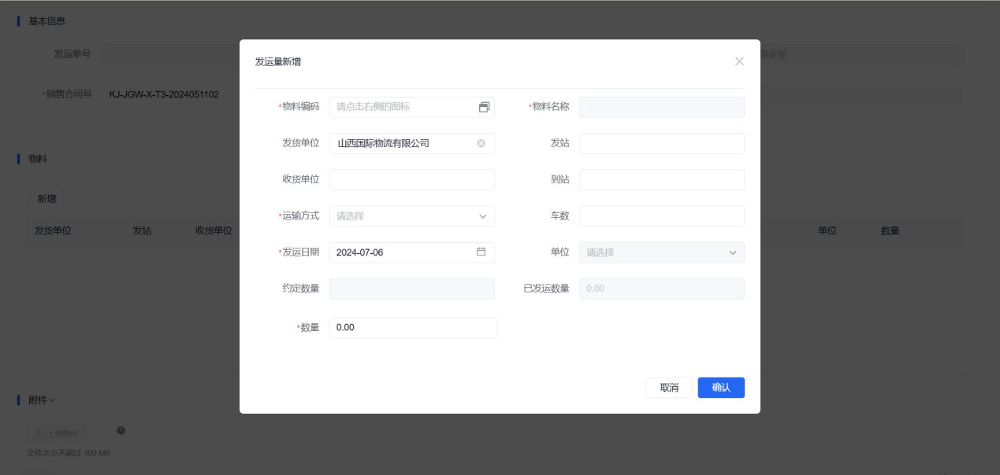 基本信息
发运单号
事业部
*销售合同号 KJ-JGW-X-T3-2024051102
发运量新增
*物料编码 请点击右侧的图标 *物料名称
发货单位 山西国际物流有限公司 发站
收货单位 到站
*运输方式 请选择 车数
*发运日期 2024-07-06 单位 请选择
约定数量 已发运数量 0.00
*数量 0.00
取消 确认
物料
新增
发货单位 发站 收货单位 单位 数量
附件
上传附件
文件大小不超过 100 MB